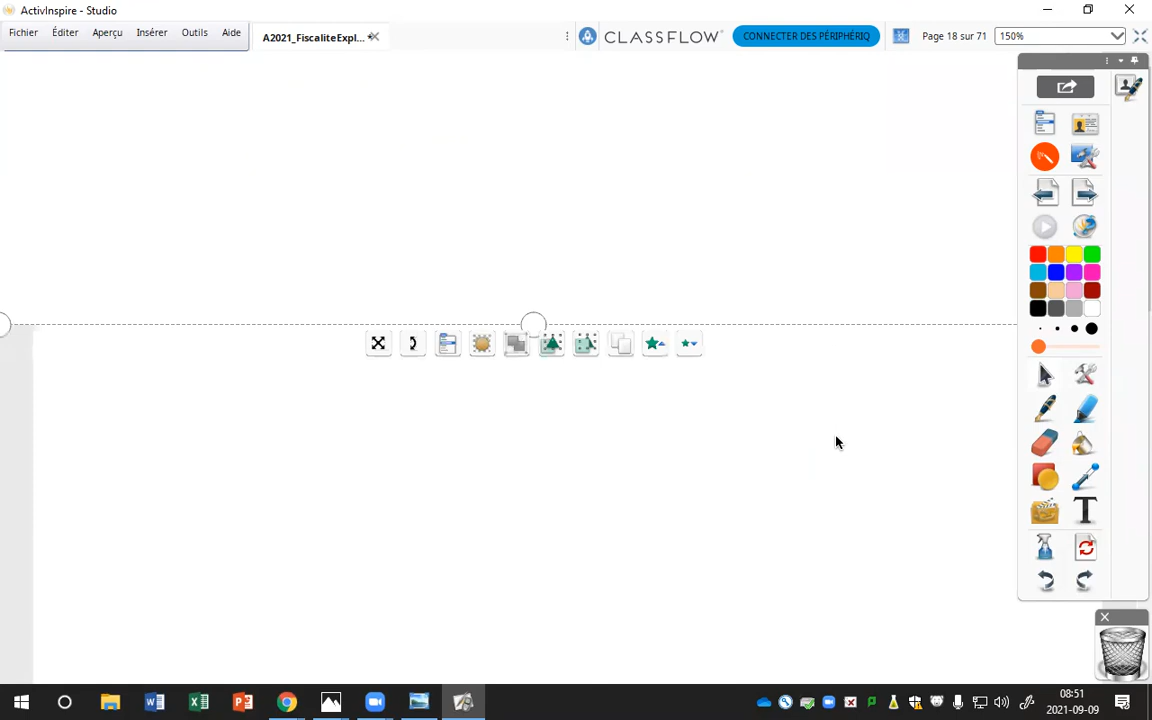 ActivInspire - Studio
Fichier Éditer Aperçu Insérer Outils Aide
A2021_FiscaliteExpl...
CLASSFLOW
CONNECTER DES PÉRIPHÉRIQ
Page 18 sur 71
150%
T
08:51
2021-09-09